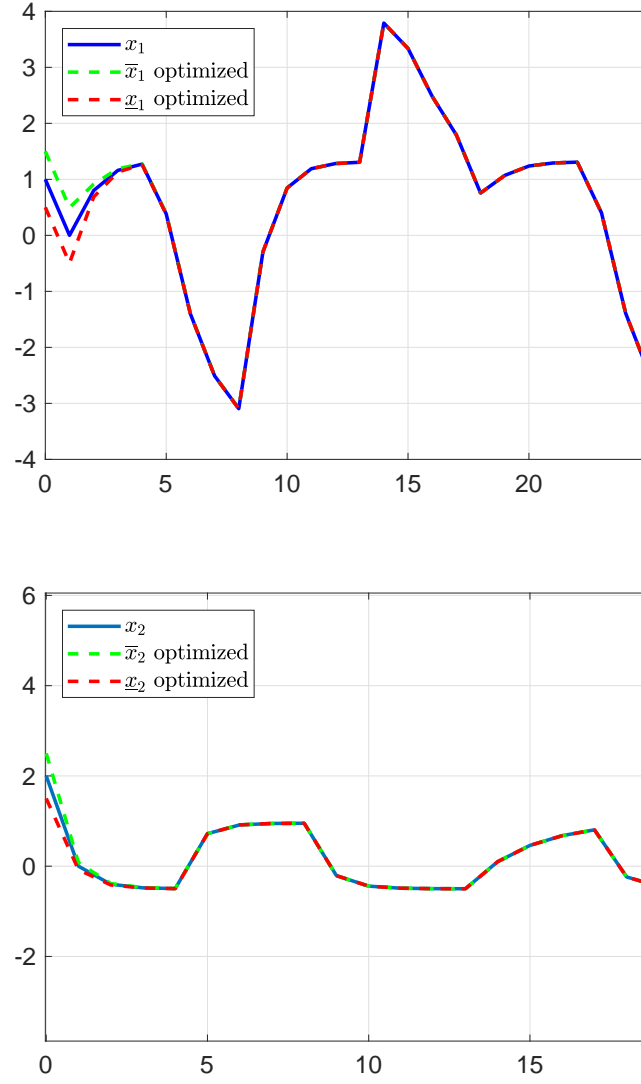 4
3
2
1
0
-1
-2
-3
-4
x₁
x̅₁ optimized
x̲₁ optimized
0 5 10 15 20
6
4
2
0
-2
x₂
x̅₂ optimized
x̲₂ optimized
0 5 10 15